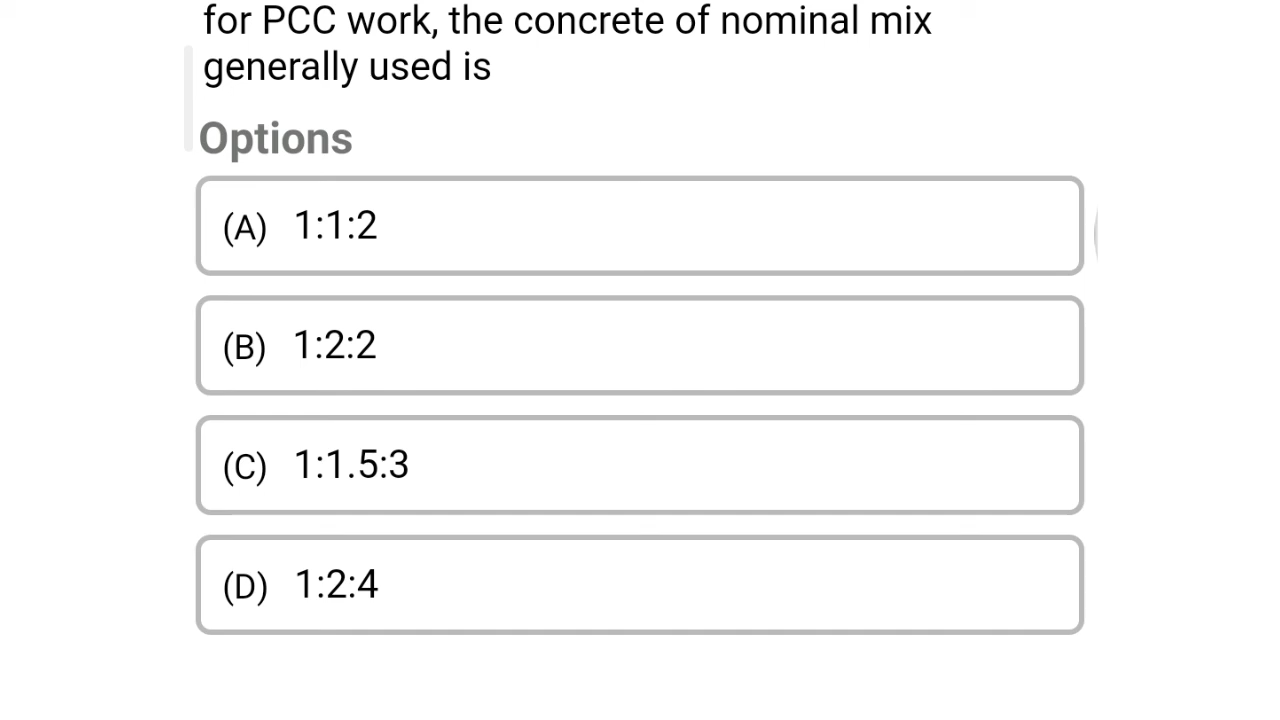 for PCC work, the concrete of nominal mix
generally used is
Options
(A) 1:1:2
(B) 1:2:2
(C) 1:1.5:3
(D) 1:2:4